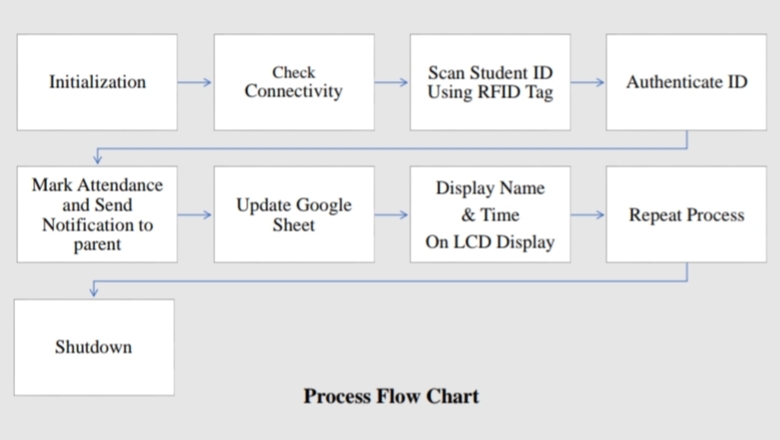 Initialization
Check
Connectivity
Scan Student ID
Using RFID Tag
Authenticate ID
Mark Attendance
and Send
Notification to
parent
Update Google
Sheet
Display Name
& Time
On LCD Display
Repeat Process
Shutdown
Process Flow Chart